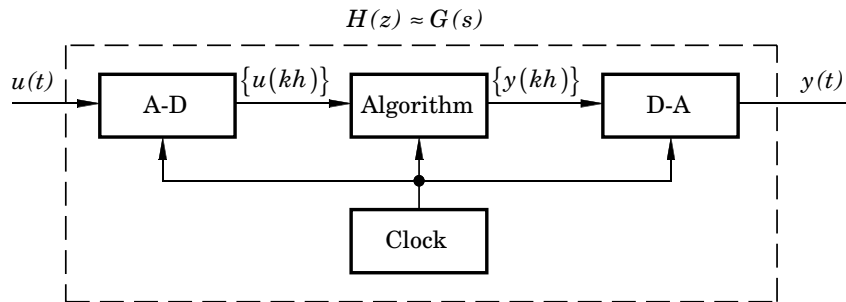 H(z) ≈ G(s)
u(t)
A-D
{u(kh)}
Algorithm
{y(kh)}
D-A
y(t)
Clock